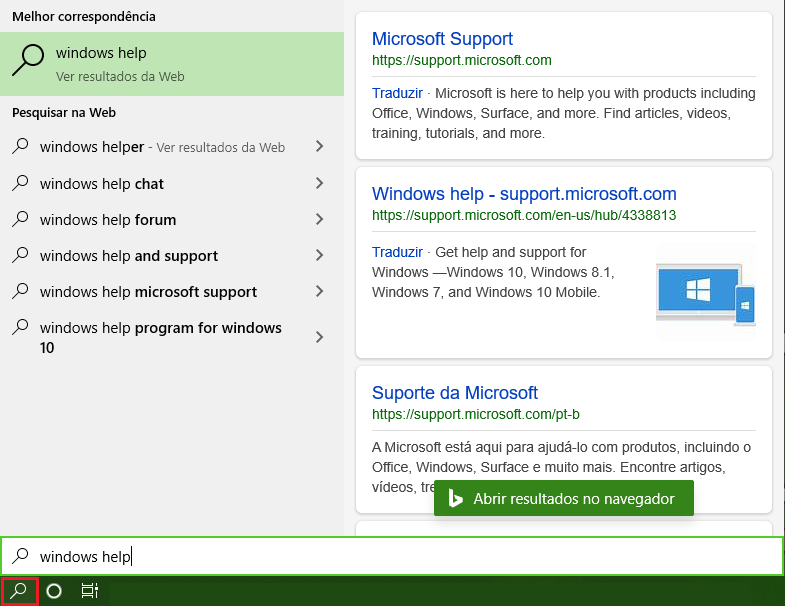 Melhor correspondência
windows help
Ver resultados da Web
Pesquisar na Web
windows helper - Ver resultados da Web
windows help chat
windows help forum
windows help and support
windows help microsoft support
windows help program for windows
10
Microsoft Support
https://support.microsoft.com
Traduzir · Microsoft is here to help you with products including
Office, Windows, Surface, and more. Find articles, videos,
training, tutorials, and more.
Windows help - support.microsoft.com
https://support.microsoft.com/en-us/hub/4338813
Traduzir · Get help and support for
Windows —Windows 10, Windows 8.1,
Windows 7, and Windows 10 Mobile.
Suporte da Microsoft
https://support.microsoft.com/pt-b
A Microsoft está aqui para ajudá-lo com produtos, incluindo o
Office, Windows, Surface e muito mais. Encontre artigos,
vídeos,
Abrir resultados no navegador
windows help